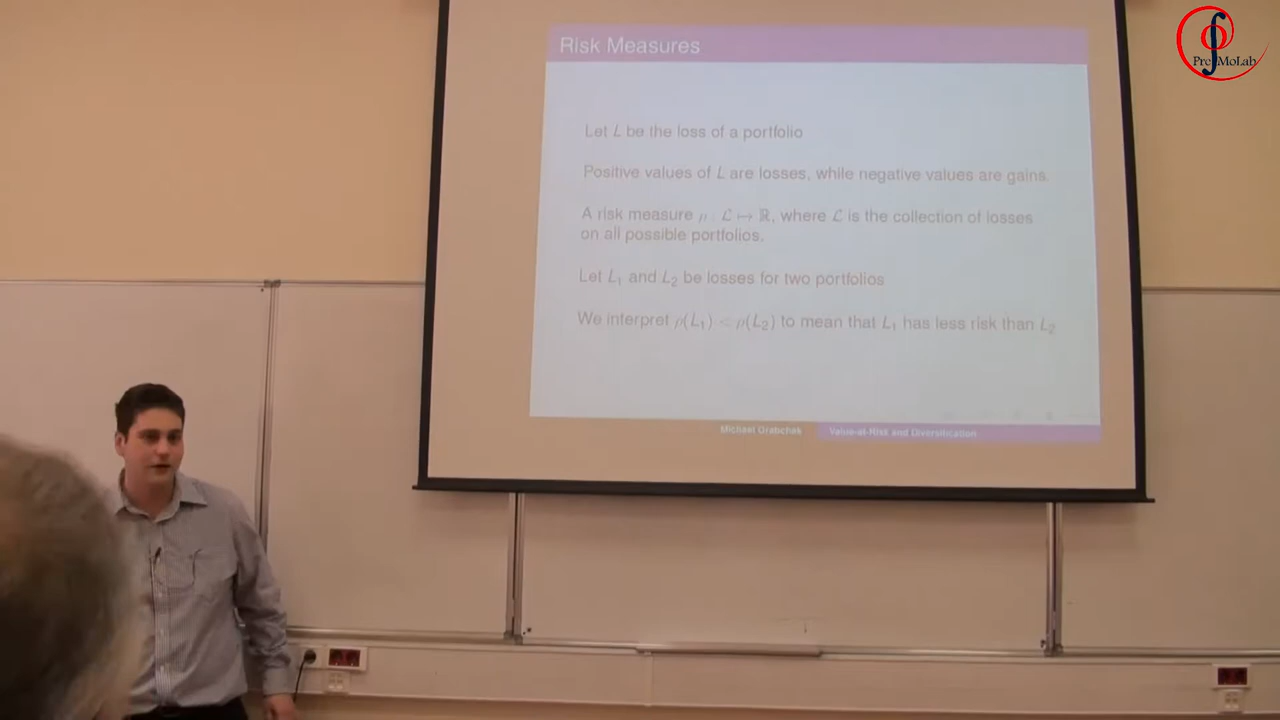 Risk Measures
Let L be the loss of a portfolio
Positive values of L are losses, while negative values are gains.
A risk measure ρ : ℒ ↦ ℝ, where ℒ is the collection of losses
on all possible portfolios.
Let L₁ and L₂ be losses for two portfolios
We interpret ρ(L₁) < ρ(L₂) to mean that L₁ has less risk than L₂
Michael Grabchak Value-at-Risk and Diversification
PreMoLab